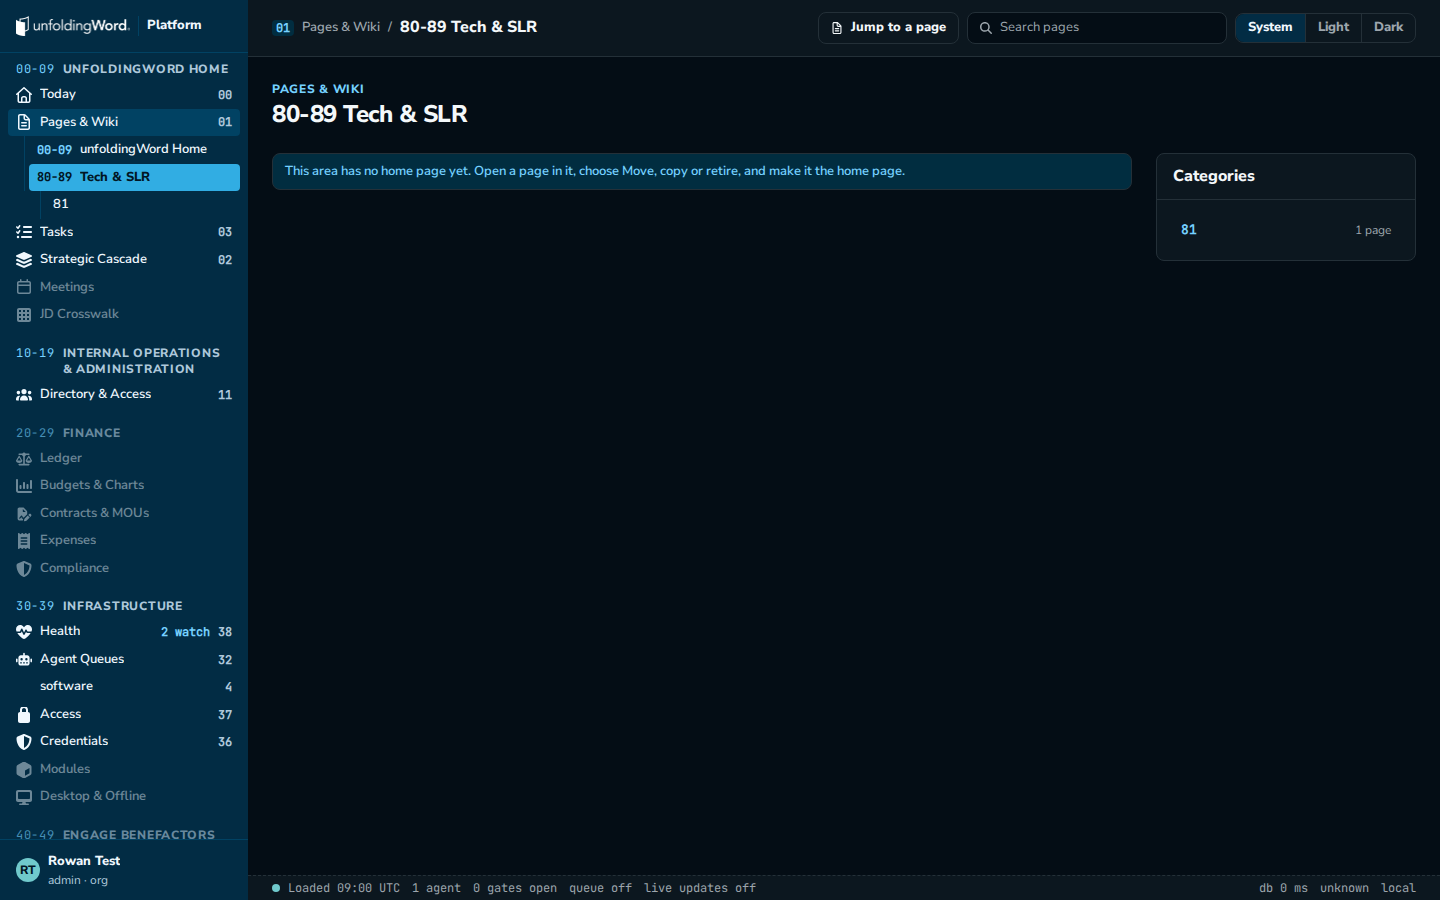 unfoldingWord® Platform
00-09 UNFOLDINGWORD HOME
Today 00
Pages & Wiki 01
00-09 unfoldingWord Home
80-89 Tech & SLR
81
Tasks 03
Strategic Cascade 02
Meetings
JD Crosswalk
10-19 INTERNAL OPERATIONS
& ADMINISTRATION
Directory & Access 11
20-29 FINANCE
Ledger
Budgets & Charts
Contracts & MOUs
Expenses
Compliance
30-39 INFRASTRUCTURE
Health 2 watch 38
Agent Queues 32
software 4
Access 37
Credentials 36
Modules
Desktop & Offline
40-49 ENGAGE BENEFACTORS
RT Rowan Test
admin · org
01 Pages & Wiki / 80-89 Tech & SLR
Jump to a page
Search pages
System Light Dark
PAGES & WIKI
80-89 Tech & SLR
This area has no home page yet. Open a page in it, choose Move, copy or retire, and make it the home page.
Categories
81 1 page
Loaded 09:00 UTC 1 agent 0 gates open queue off live updates off
db 0 ms unknown local